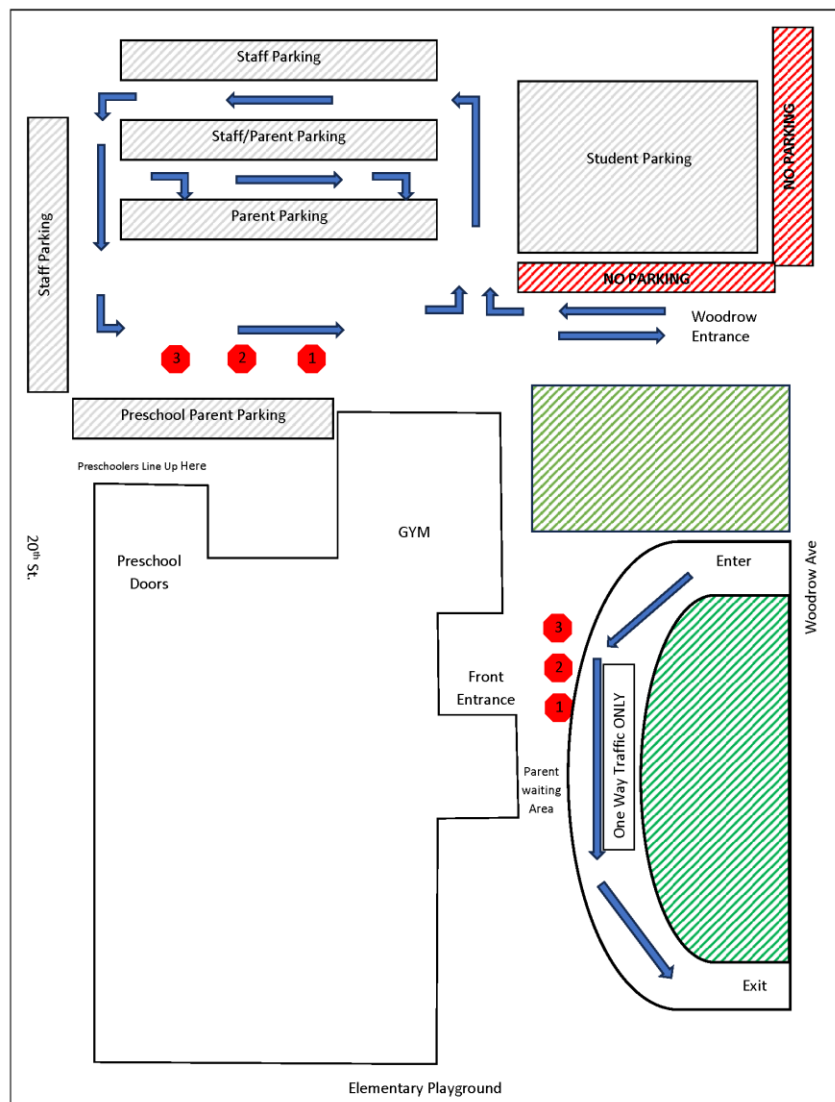 Staff Parking
Staff/Parent Parking
Student Parking
NO PARKING
Parent Parking
Staff Parking
NO PARKING
Woodrow
Entrance
3
2
1
Preschool Parent Parking
Preschoolers Line Up Here
20th St.
Preschool
Doors
GYM
Enter
Woodrow Ave
3
2
1
Front
Entrance
One Way Traffic ONLY
Parent
waiting
Area
Exit
Elementary Playground